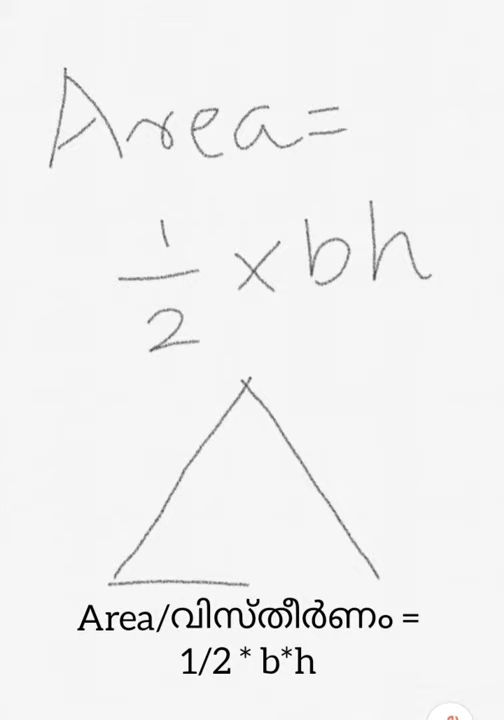 Area=
1/2 × bh
Area/വിസ്തീർണം =
1/2 * b*h